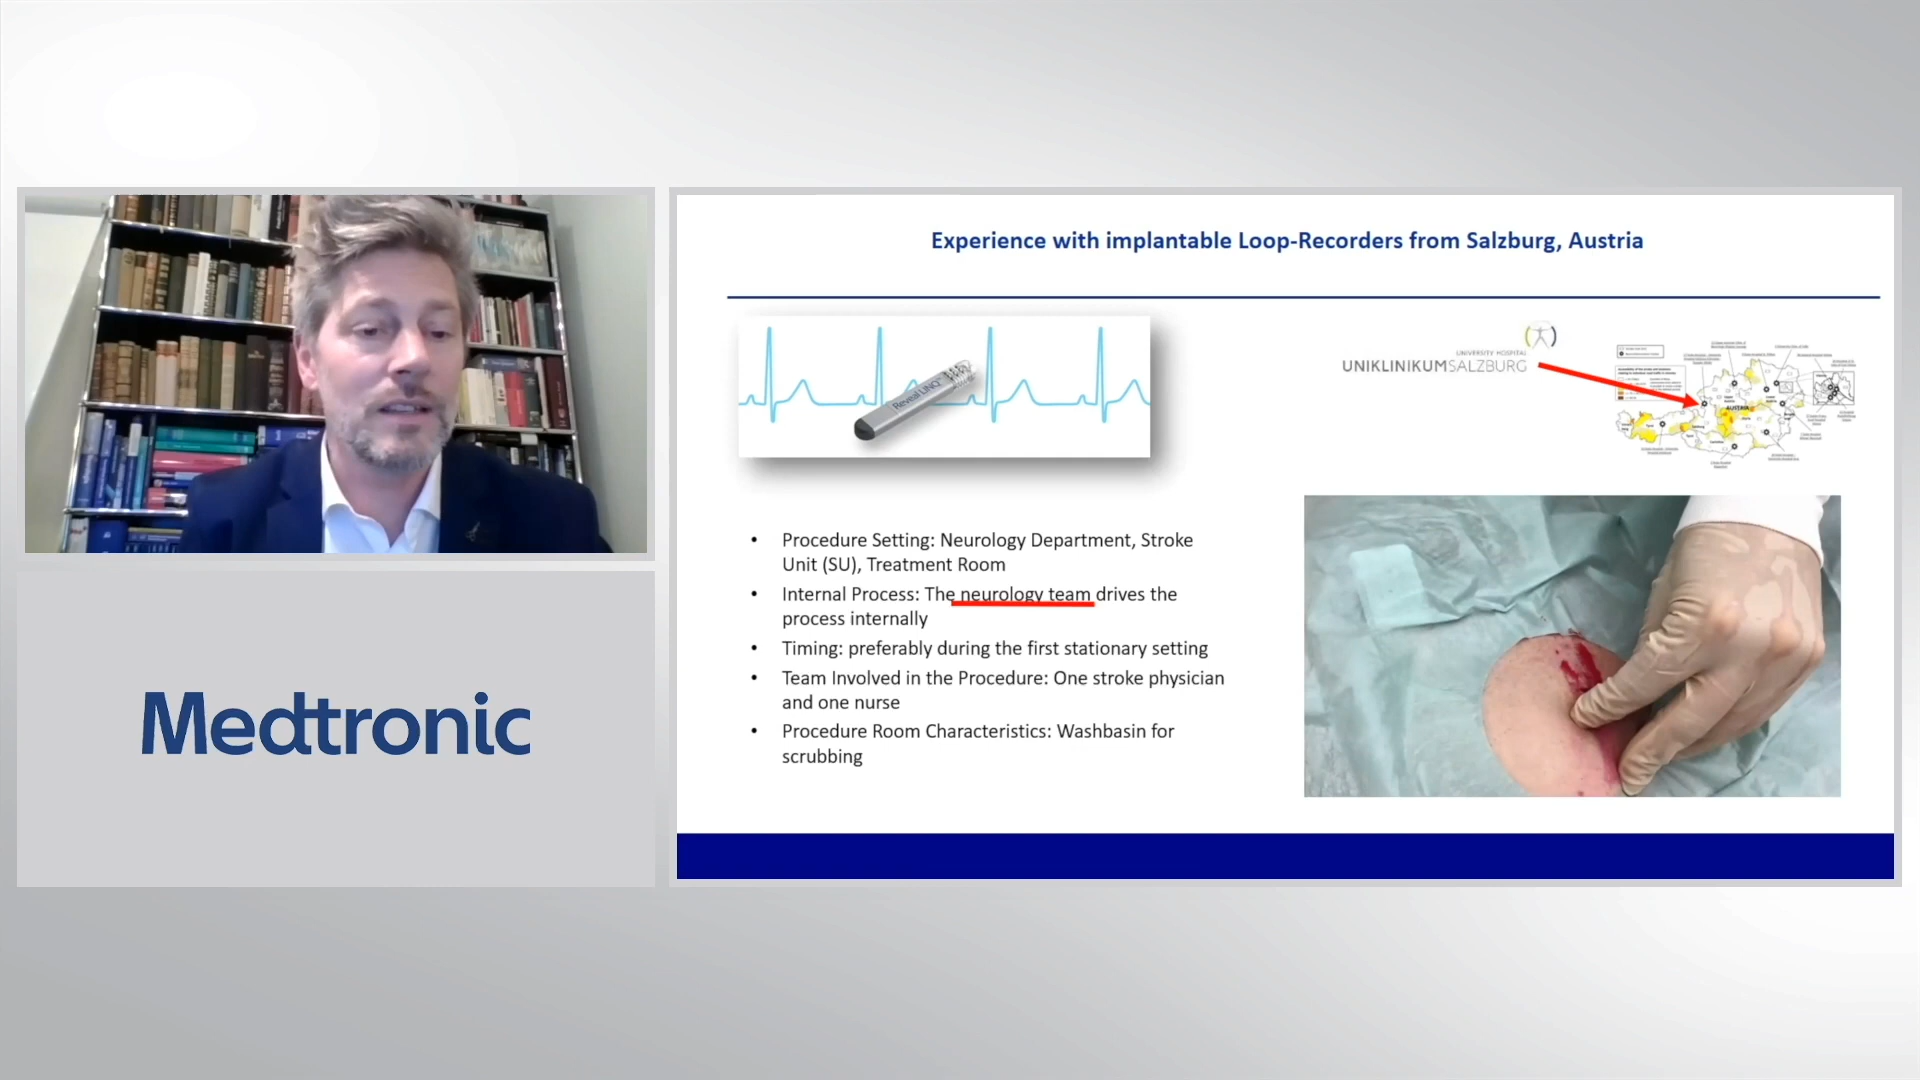 Experience with implantable Loop-Recorders from Salzburg, Austria
Reveal LINQ
UNIVERSITY HOSPITAL
UNIKLINIKUMSALZBURG
AUSTRIA
• Procedure Setting: Neurology Department, Stroke
Unit (SU), Treatment Room
• Internal Process: The neurology team drives the
process internally
• Timing: preferably during the first stationary setting
• Team Involved in the Procedure: One stroke physician
and one nurse
• Procedure Room Characteristics: Washbasin for
scrubbing
Medtronic